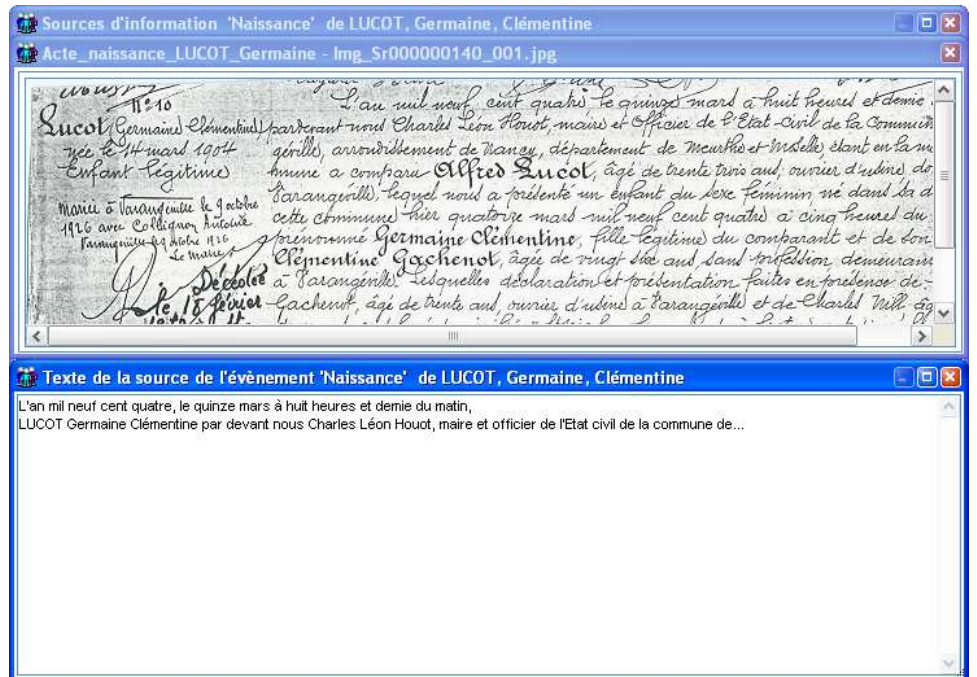 Sources d'information 'Naissance' de LUCOT, Germaine, Clémentine
Acte_naissance_LUCOT_Germaine - Img_Sr000000140_001.jpg
N° 10
Lucot (Germaine Clémentine)
née le 14 mars 1904
Enfant légitime
mariée à Varangéville le 9 octobre
1926 avec Collignon Antoine
Varangéville le 9 octobre 1926
Le maire,
Décédée
le 18 février
L'an mil neuf cent quatre le quinze mars à huit heures et demie
pardevant nous Charles Léon Houot, maire et officier de l'Etat-civil de la Commun
géville, arrondissement de Nancy, département de Meurthe et Moselle, étant en la m
mune a comparu Alfred Lucot, âgé de trente trois ans, ouvrier d'usine, do
Varangéville, lequel nous a présenté un enfant du sexe féminin né dans la d
cette commune hier quatorze mars mil neuf cent quatre à cinq heures du
prénommé Germaine Clémentine, fille légitime du comparant et de son
Clémentine Gachenot, âgée de vingt six ans, sans profession demeurant
à Varangéville. Lesquelles déclaration et présentation faites en présence de
Gachenot, âgé de trente ans, ouvrier d'usine à Varangéville et de Charles Mill, âg
Texte de la source de l'évènement 'Naissance' de LUCOT, Germaine, Clémentine
L'an mil neuf cent quatre, le quinze mars à huit heures et demie du matin,
LUCOT Germaine Clémentine par devant nous Charles Léon Houot, maire et officier de l'Etat civil de la commune de...